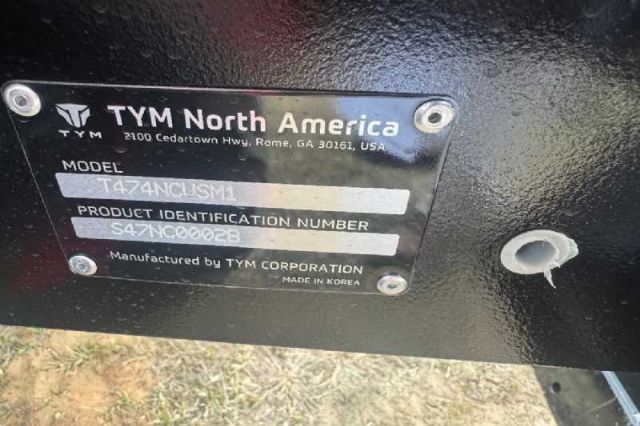 TYM
TYM North America
2100 Cedartown Hwy, Rome, GA 30161, USA
MODEL
T474NCUSM1
PRODUCT IDENTIFICATION NUMBER
S47NC00028
Manufactured by TYM CORPORATION
MADE IN KOREA